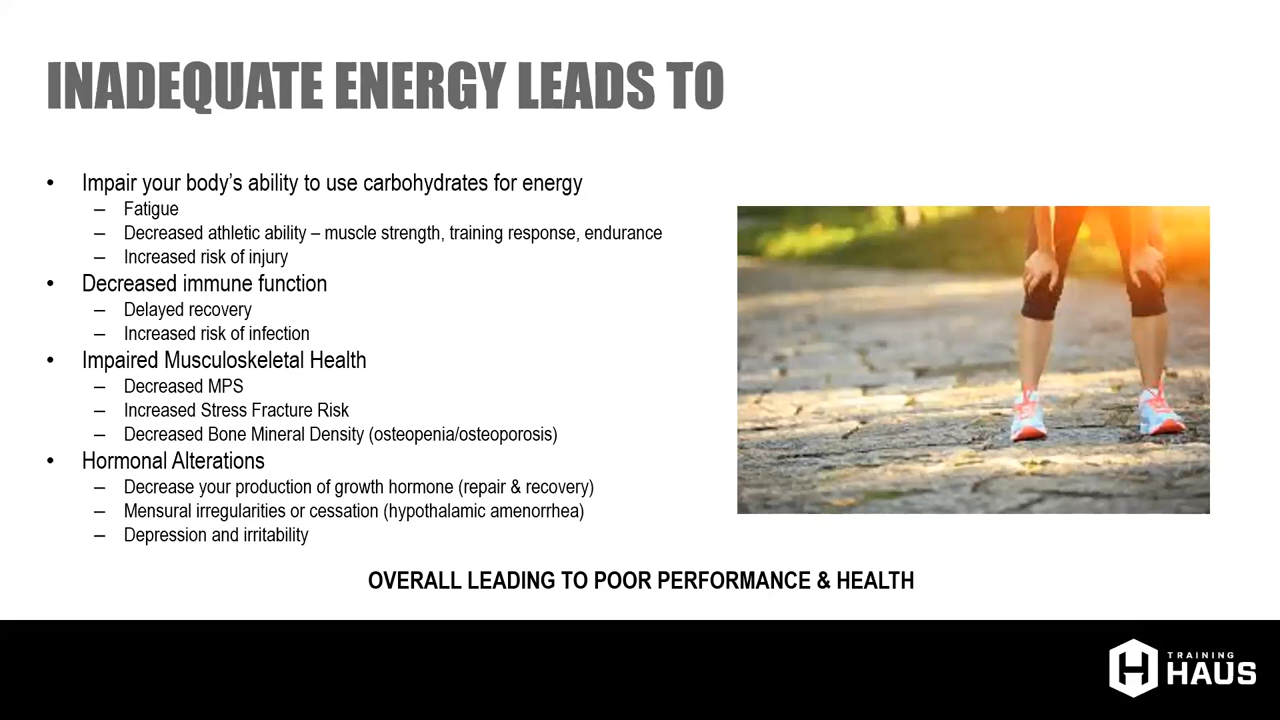 INADEQUATE ENERGY LEADS TO
• Impair your body’s ability to use carbohydrates for energy
– Fatigue
– Decreased athletic ability – muscle strength, training response, endurance
– Increased risk of injury
• Decreased immune function
– Delayed recovery
– Increased risk of infection
• Impaired Musculoskeletal Health
– Decreased MPS
– Increased Stress Fracture Risk
– Decreased Bone Mineral Density (osteopenia/osteoporosis)
• Hormonal Alterations
– Decrease your production of growth hormone (repair & recovery)
– Mensural irregularities or cessation (hypothalamic amenorrhea)
– Depression and irritability
OVERALL LEADING TO POOR PERFORMANCE & HEALTH
TRAINING
HAUS